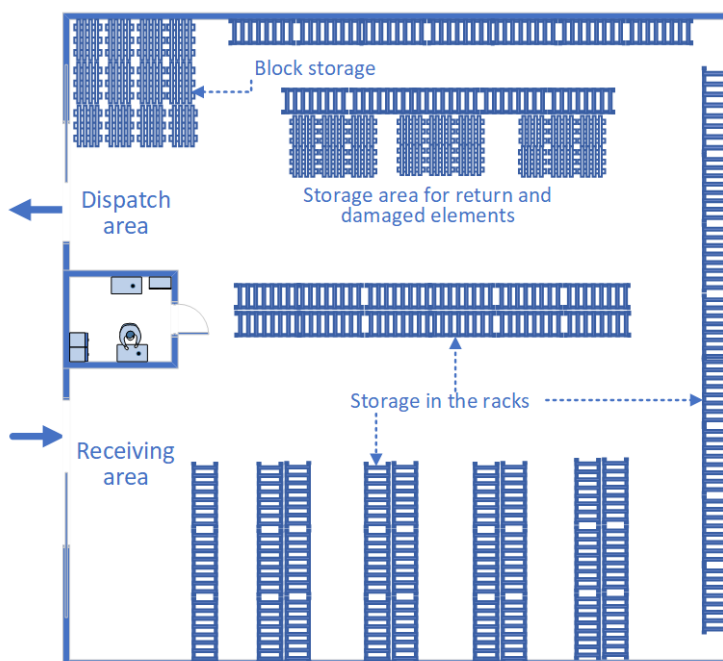 Block storage
Storage area for return and
damaged elements
Dispatch
area
Storage in the racks
Receiving
area